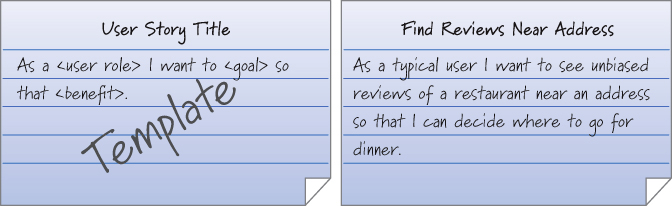 User Story Title
As a <user role> I want to <goal> so
that <benefit>.
Template
Find Reviews Near Address
As a typical user I want to see unbiased
reviews of a restaurant near an address
so that I can decide where to go for
dinner.